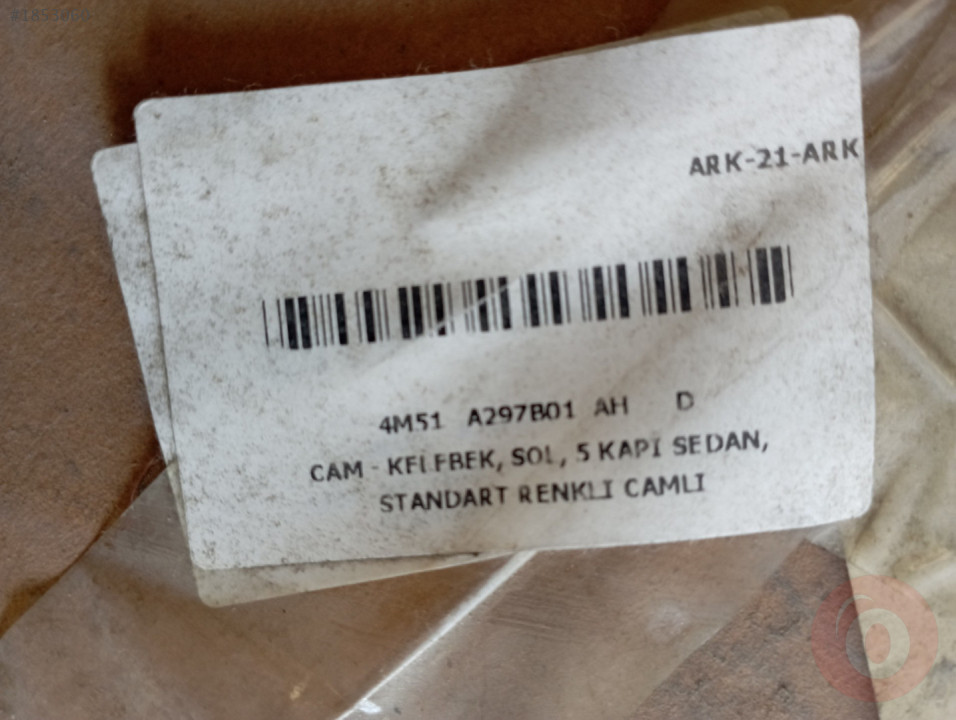 ARK-21-ARK
4M51 A297B01 AH D
CAM - KELEBEK, SOL, 5 KAPI SEDAN,
STANDART RENKLI CAMLI